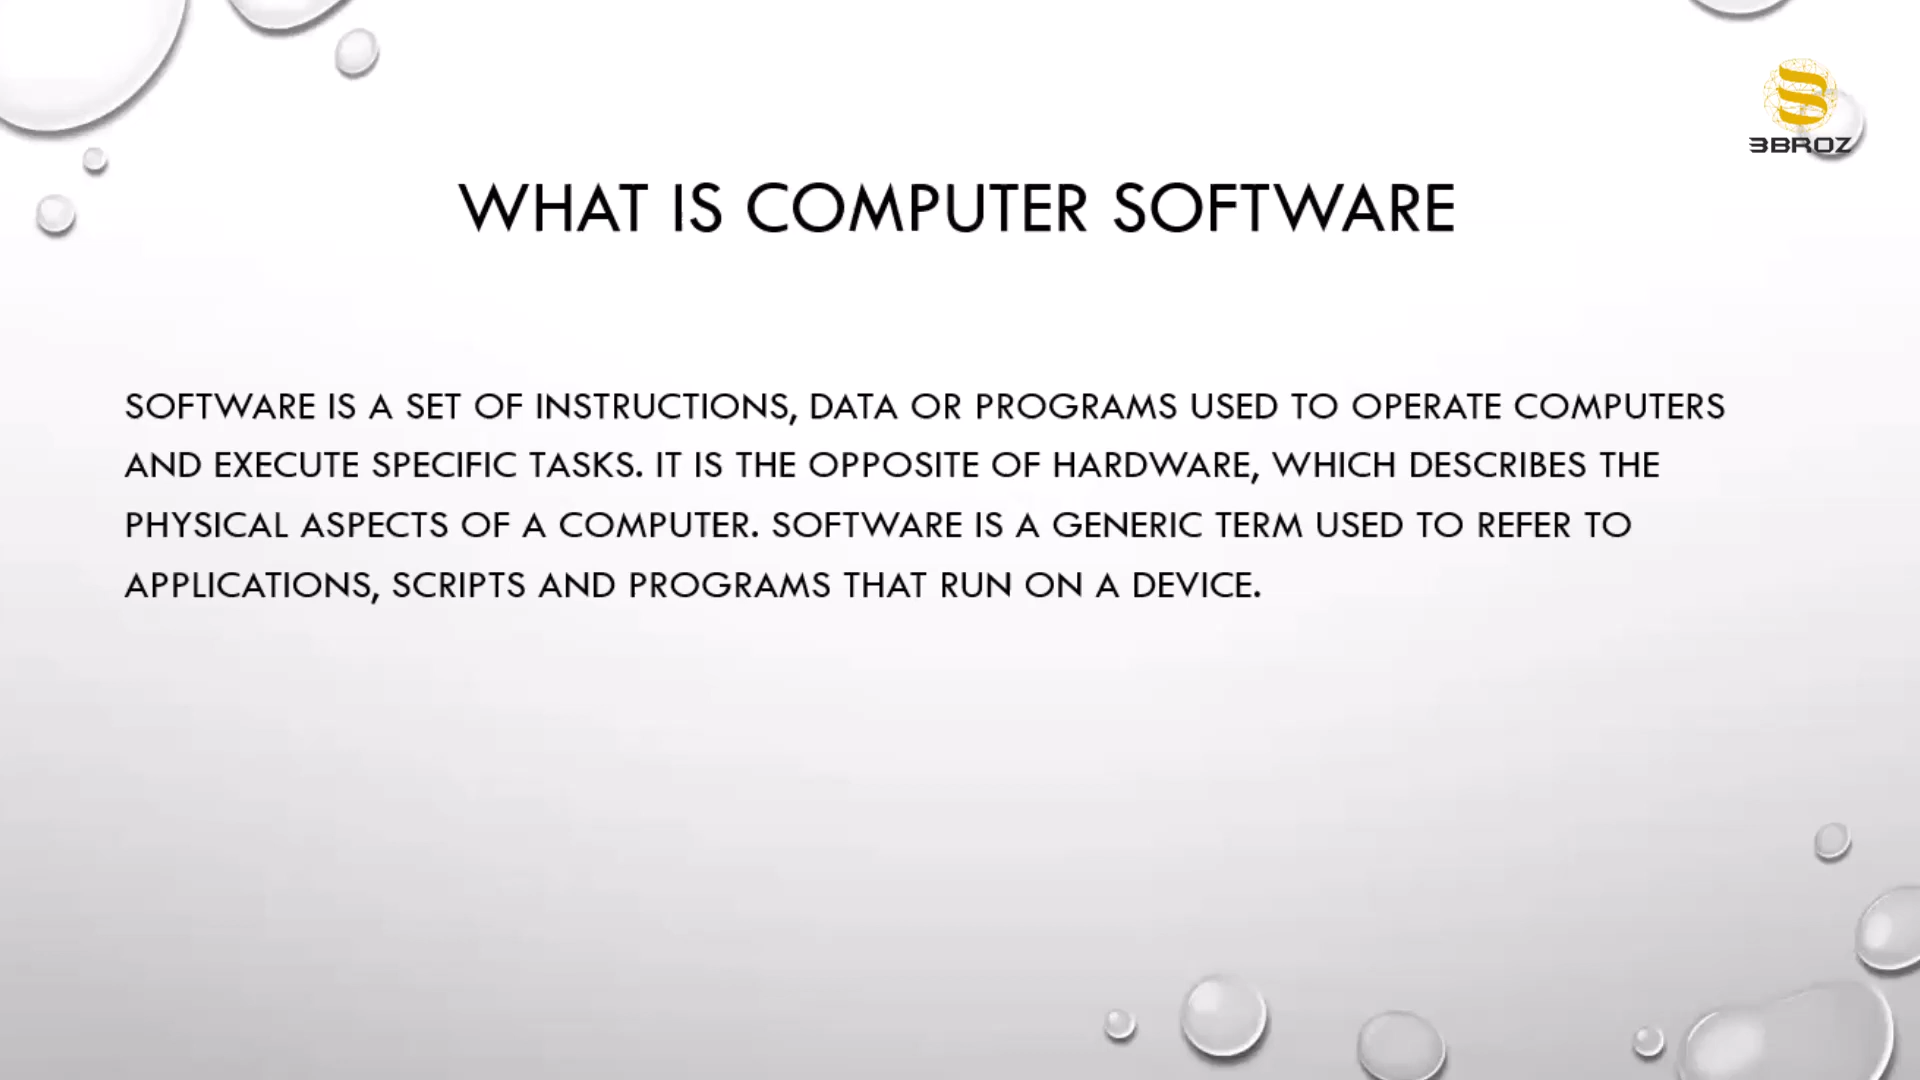 3BROZ
WHAT IS COMPUTER SOFTWARE
SOFTWARE IS A SET OF INSTRUCTIONS, DATA OR PROGRAMS USED TO OPERATE COMPUTERS
AND EXECUTE SPECIFIC TASKS. IT IS THE OPPOSITE OF HARDWARE, WHICH DESCRIBES THE
PHYSICAL ASPECTS OF A COMPUTER. SOFTWARE IS A GENERIC TERM USED TO REFER TO
APPLICATIONS, SCRIPTS AND PROGRAMS THAT RUN ON A DEVICE.